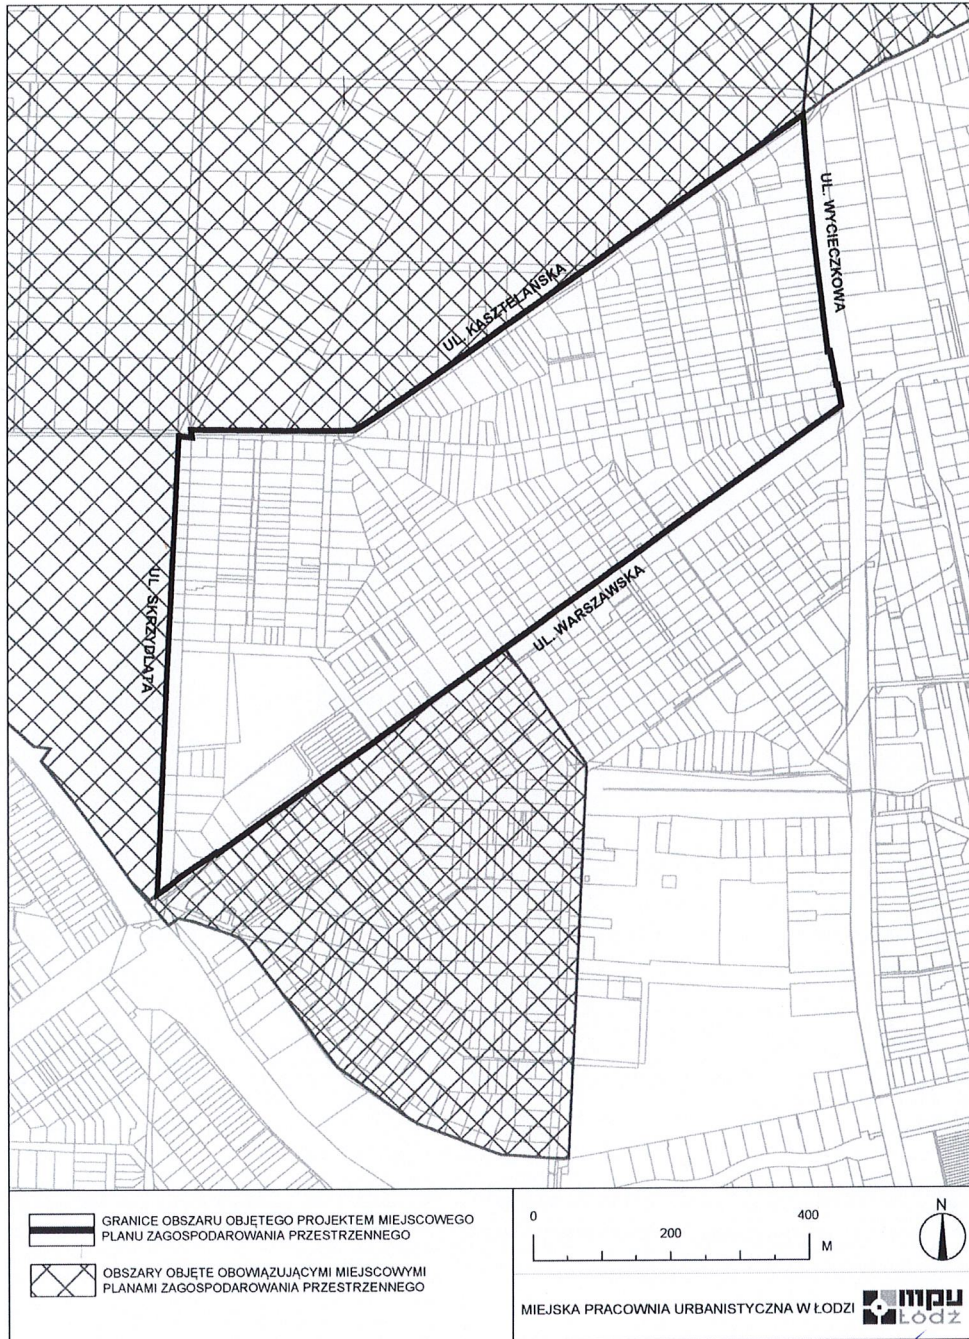 UL. WYCIECZKOWA
UL. KASZTELAŃSKA
UL. SKRZYDLATA
UL. WARSZAWSKA
GRANICE OBSZARU OBJĘTEGO PROJEKTEM MIEJSCOWEGO
PLANU ZAGOSPODAROWANIA PRZESTRZENNEGO
OBSZARY OBJĘTE OBOWIĄZUJĄCYMI MIEJSCOWYMI
PLANAMI ZAGOSPODAROWANIA PRZESTRZENNEGO
0 400
200 M
N
MIEJSKA PRACOWNIA URBANISTYCZNA W ŁODZI
mpu
Łódź